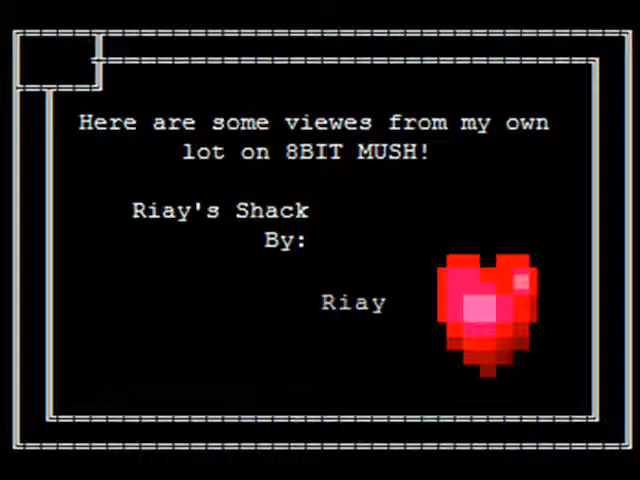 Here are some viewes from my own
lot on 8BIT MUSH!
Riay's Shack
By:
Riay